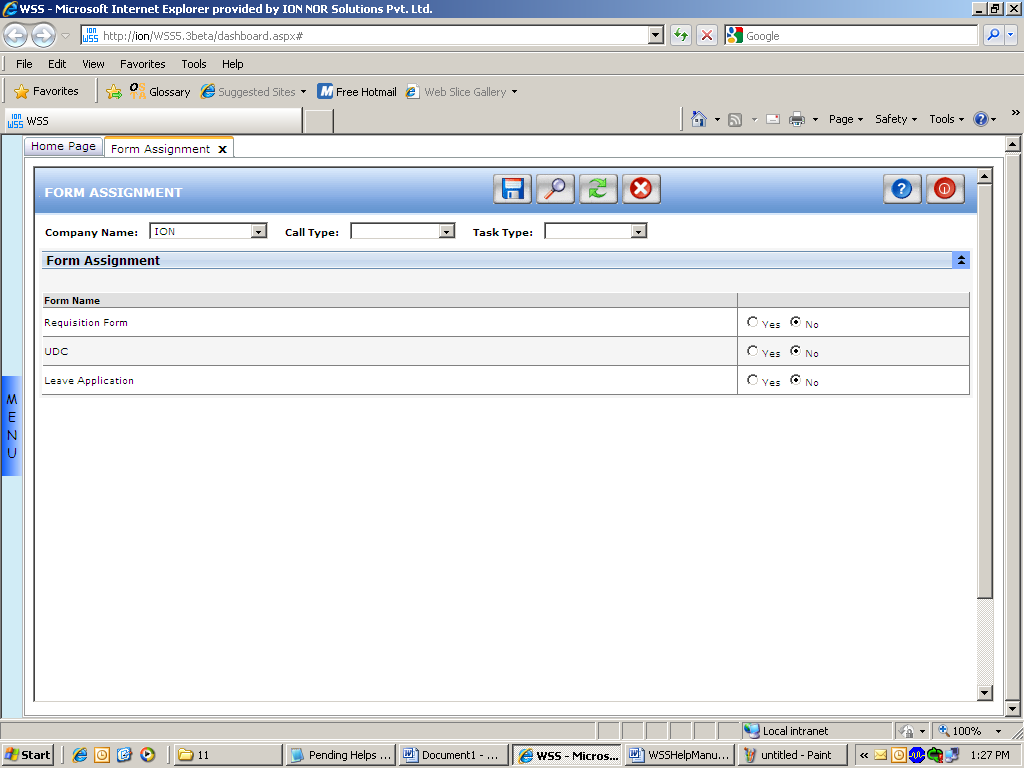 WSS - Microsoft Internet Explorer provided by ION NOR Solutions Pvt. Ltd.
ion WSS http://ion/WSS5.3beta/dashboard.aspx# Google
File Edit View Favorites Tools Help
Favorites Glossary Suggested Sites Free Hotmail Web Slice Gallery
ion WSS WSS Page Safety Tools »
Home Page Form Assignment x
FORM ASSIGNMENT
Company Name: ION Call Type: Task Type:
Form Assignment
Form Name
Requisition Form Yes No
UDC Yes No
Leave Application Yes No
MENU
Local intranet 100%
Start 11 Pending Helps ... Document1 - ... WSS - Micros... WSSHelpManu... untitled - Paint « 1:27 PM